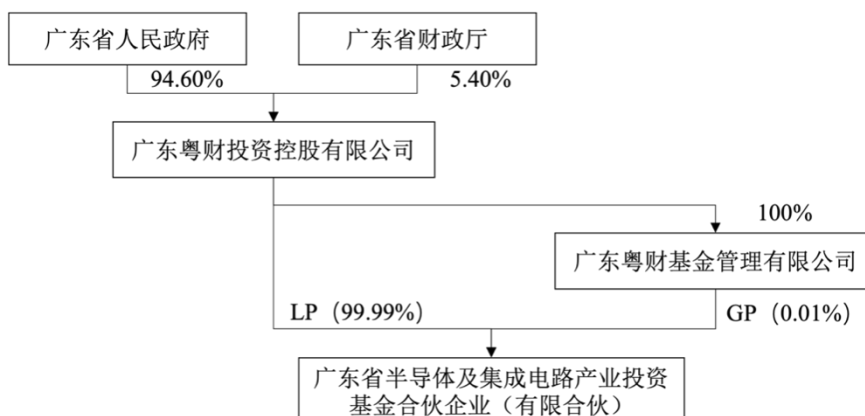 广东省人民政府
广东省财政厅
94.60%
5.40%
广东粤财投资控股有限公司
100%
广东粤财基金管理有限公司
LP（99.99%）
GP（0.01%）
广东省半导体及集成电路产业投资
基金合伙企业（有限合伙）